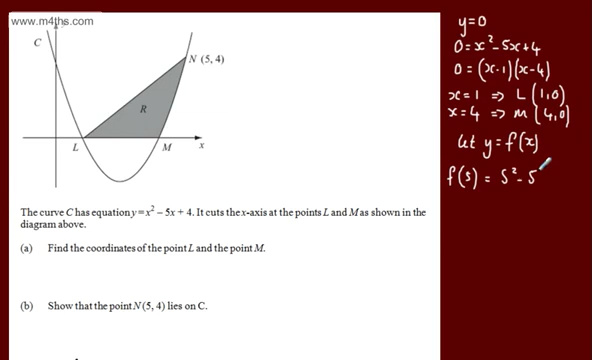 www.m4ths.com
C
N (5, 4)
R
L
M
x
The curve C has equation y = x² – 5x + 4. It cuts the x-axis at the points L and M as shown in the
diagram above.
(a) Find the coordinates of the point L and the point M.
(b) Show that the point N (5, 4) lies on C.
y=0
0=x²-5x+4
0=(x-1)(x-4)
x=1 => L(1,0)
x=4 => M(4,0)
let y=f(x)
f(5) = 5²-5